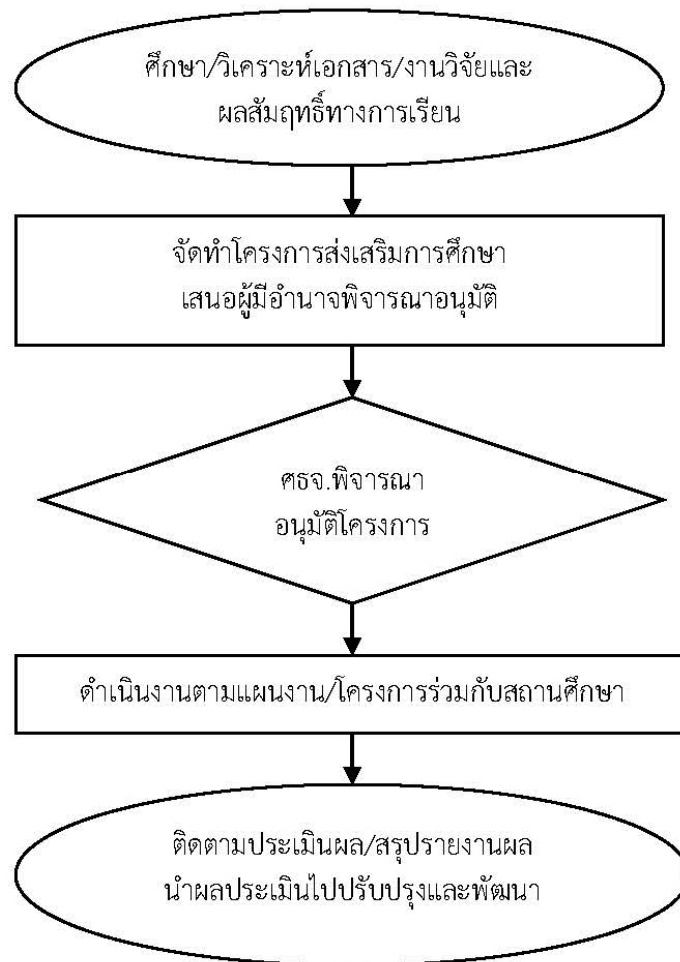 ศึกษา/วิเคราะห์เอกสาร/งานวิจัยและ
ผลสัมฤทธิ์ทางการเรียน
จัดทำโครงการส่งเสริมการศึกษา
เสนอผู้มีอำนาจพิจารณาอนุมัติ
ศธจ.พิจารณา
อนุมัติโครงการ
ดำเนินงานตามแผนงาน/โครงการร่วมกับสถานศึกษา
ติดตามประเมินผล/สรุปรายงานผล
นำผลประเมินไปปรับปรุงและพัฒนา